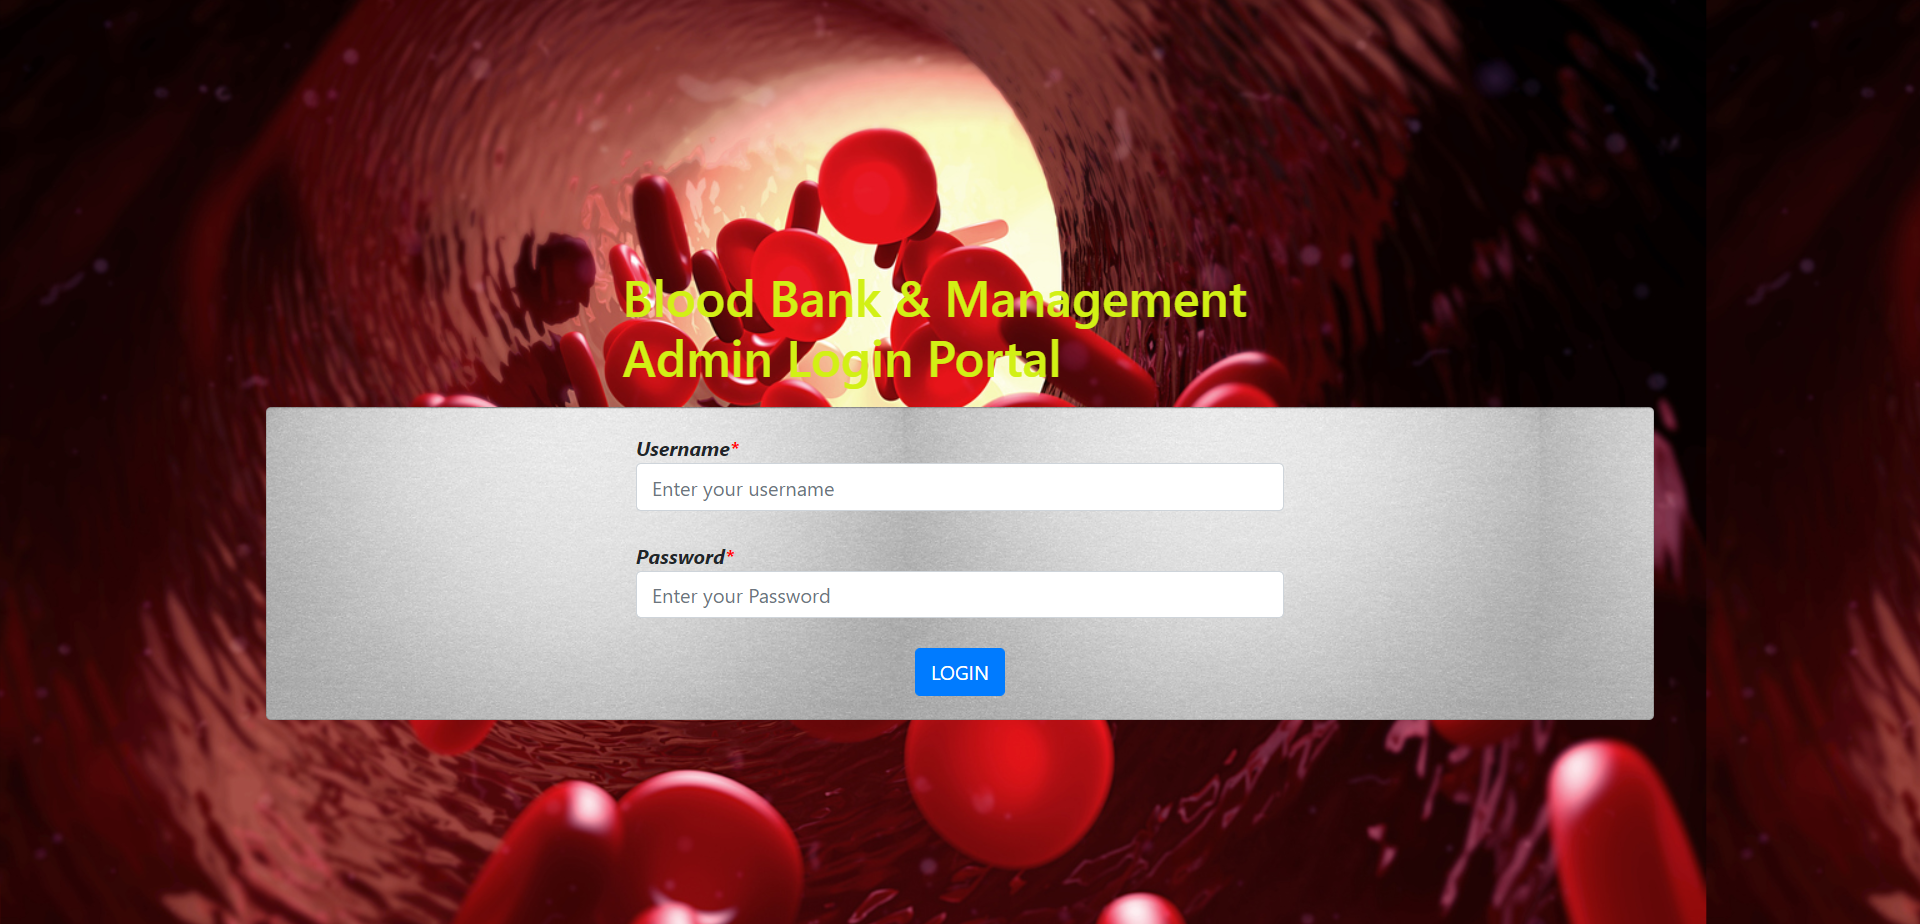 Blood Bank & Management
Admin Login Portal
Username*
Enter your username
Password*
Enter your Password
LOGIN